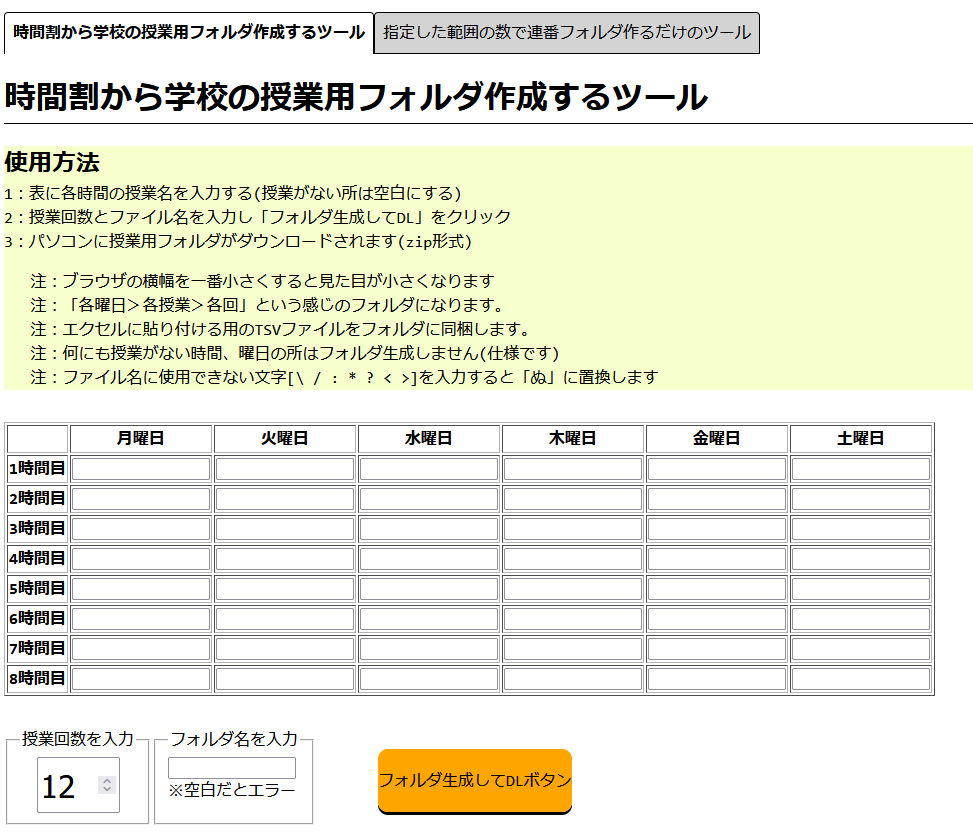 時間割から学校の授業用フォルダ作成するツール 指定した範囲の数で連番フォルダ作るだけのツール
時間割から学校の授業用フォルダ作成するツール
使用方法
1：表に各時間の授業名を入力する(授業がない所は空白にする)
2：授業回数とファイル名を入力し「フォルダ生成してDL」をクリック
3：パソコンに授業用フォルダがダウンロードされます(zip形式)
注：ブラウザの横幅を一番小さくすると見た目が小さくなります
注：「各曜日＞各授業＞各回」という感じのフォルダになります。
注：エクセルに貼り付ける用のTSVファイルをフォルダに同梱します。
注：何にも授業がない時間、曜日の所はフォルダ生成しません(仕様です)
注：ファイル名に使用できない文字[\ / : * ? < >]を入力すると「ぬ」に置換します
月曜日 火曜日 水曜日 木曜日 金曜日 土曜日
1時間目
2時間目
3時間目
4時間目
5時間目
6時間目
7時間目
8時間目
授業回数を入力 フォルダ名を入力
12
※空白だとエラー
フォルダ生成してDLボタン